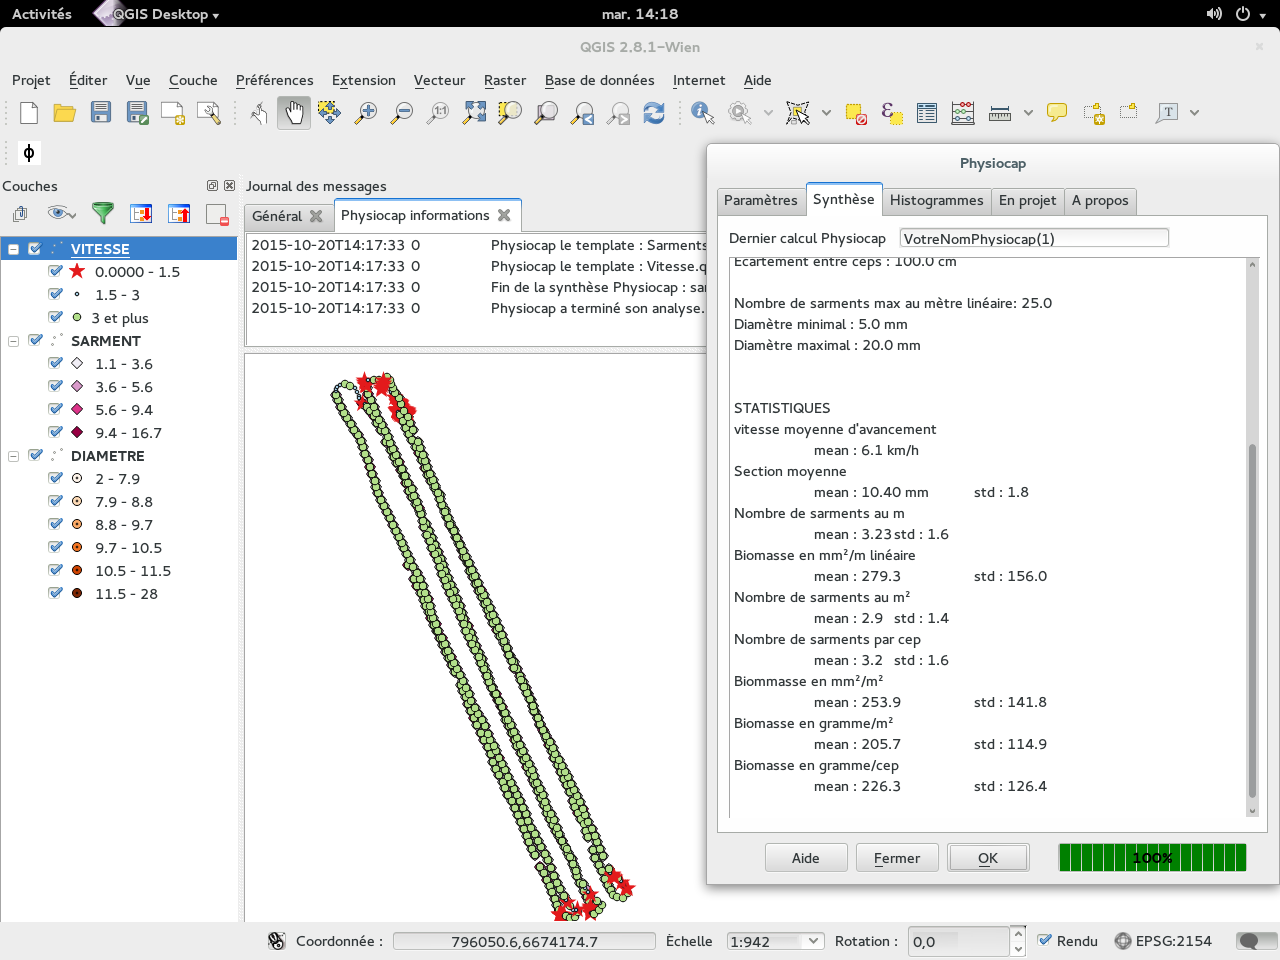 Activités QGIS Desktop mar. 14:18
QGIS 2.8.1-Wien
Projet Éditer Vue Couche Préférences Extension Vecteur Raster Base de données Internet Aide
Couches
VITESSE
0.0000 - 1.5
1.5 - 3
3 et plus
SARMENT
1.1 - 3.6
3.6 - 5.6
5.6 - 9.4
9.4 - 16.7
DIAMETRE
2 - 7.9
7.9 - 8.8
8.8 - 9.7
9.7 - 10.5
10.5 - 11.5
11.5 - 28
Journal des messages
Général Physiocap informations
2015-10-20T14:17:33 0 Physiocap le template : Sarments
2015-10-20T14:17:33 0 Physiocap le template : Vitesse.q
2015-10-20T14:17:33 0 Fin de la synthèse Physiocap : sa
2015-10-20T14:17:33 0 Physiocap a terminé son analyse.
Physiocap
Paramètres Synthèse Histogrammes En projet A propos
Dernier calcul Physiocap VotreNomPhysiocap(1)
Ecartement entre ceps : 100.0 cm
Nombre de sarments max au mètre linéaire: 25.0
Diamètre minimal : 5.0 mm
Diamètre maximal : 20.0 mm
STATISTIQUES
vitesse moyenne d'avancement
mean : 6.1 km/h
Section moyenne
mean : 10.40 mm std : 1.8
Nombre de sarments au m
mean : 3.23 std : 1.6
Biomasse en mm²/m linéaire
mean : 279.3 std : 156.0
Nombre de sarments au m²
mean : 2.9 std : 1.4
Nombre de sarments par cep
mean : 3.2 std : 1.6
Biommasse en mm²/m²
mean : 253.9 std : 141.8
Biomasse en gramme/m²
mean : 205.7 std : 114.9
Biomasse en gramme/cep
mean : 226.3 std : 126.4
Aide Fermer OK 100%
Coordonnée : 796050.6,6674174.7 Échelle 1:942 Rotation : 0,0 Rendu EPSG:2154